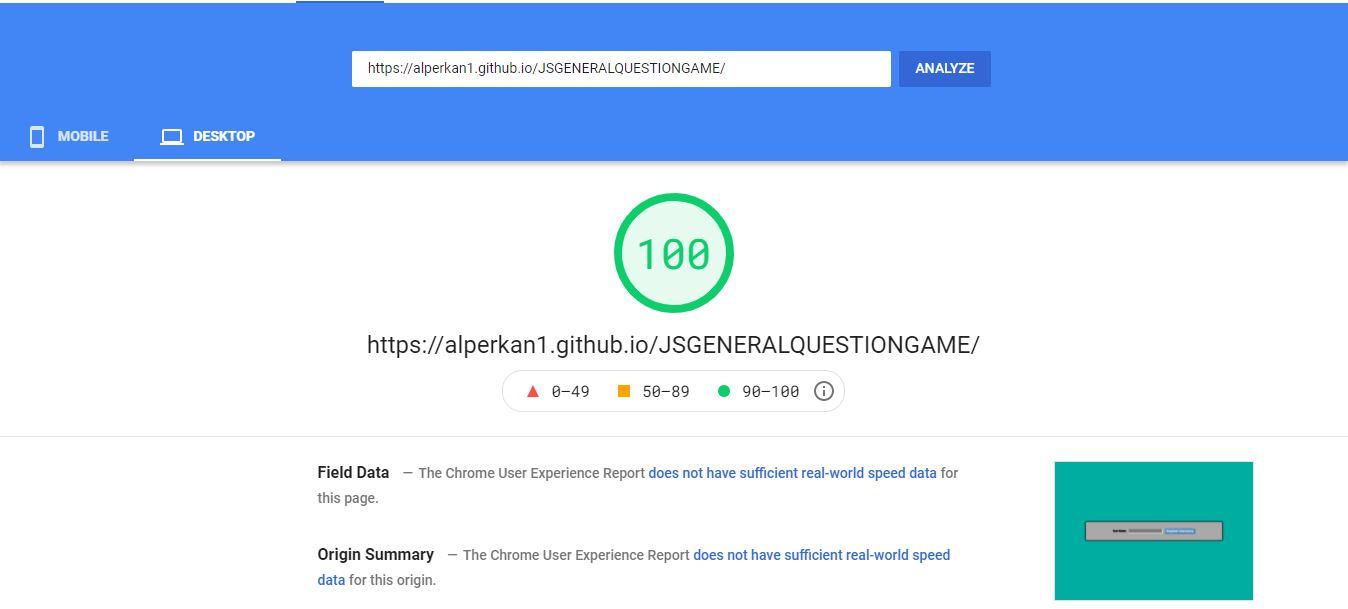 https://alperkan1.github.io/JSGENERALQUESTIONGAME/ ANALYZE
MOBILE DESKTOP
100
https://alperkan1.github.io/JSGENERALQUESTIONGAME/
0–49 50–89 90–100
Field Data — The Chrome User Experience Report does not have sufficient real-world speed data for
this page.
Origin Summary — The Chrome User Experience Report does not have sufficient real-world speed
data for this origin.